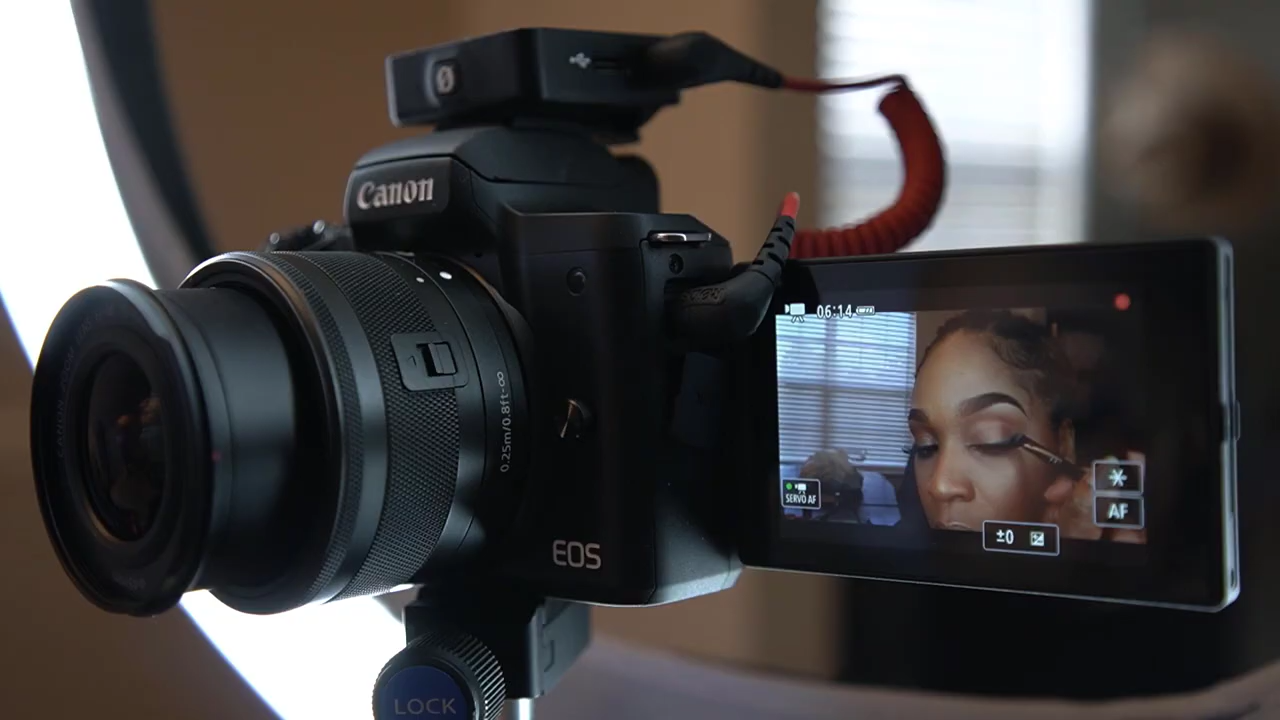 Canon
06:14
0.25m/0.8ft-∞
SERVO AF
AF
±0
EOS
LOCK